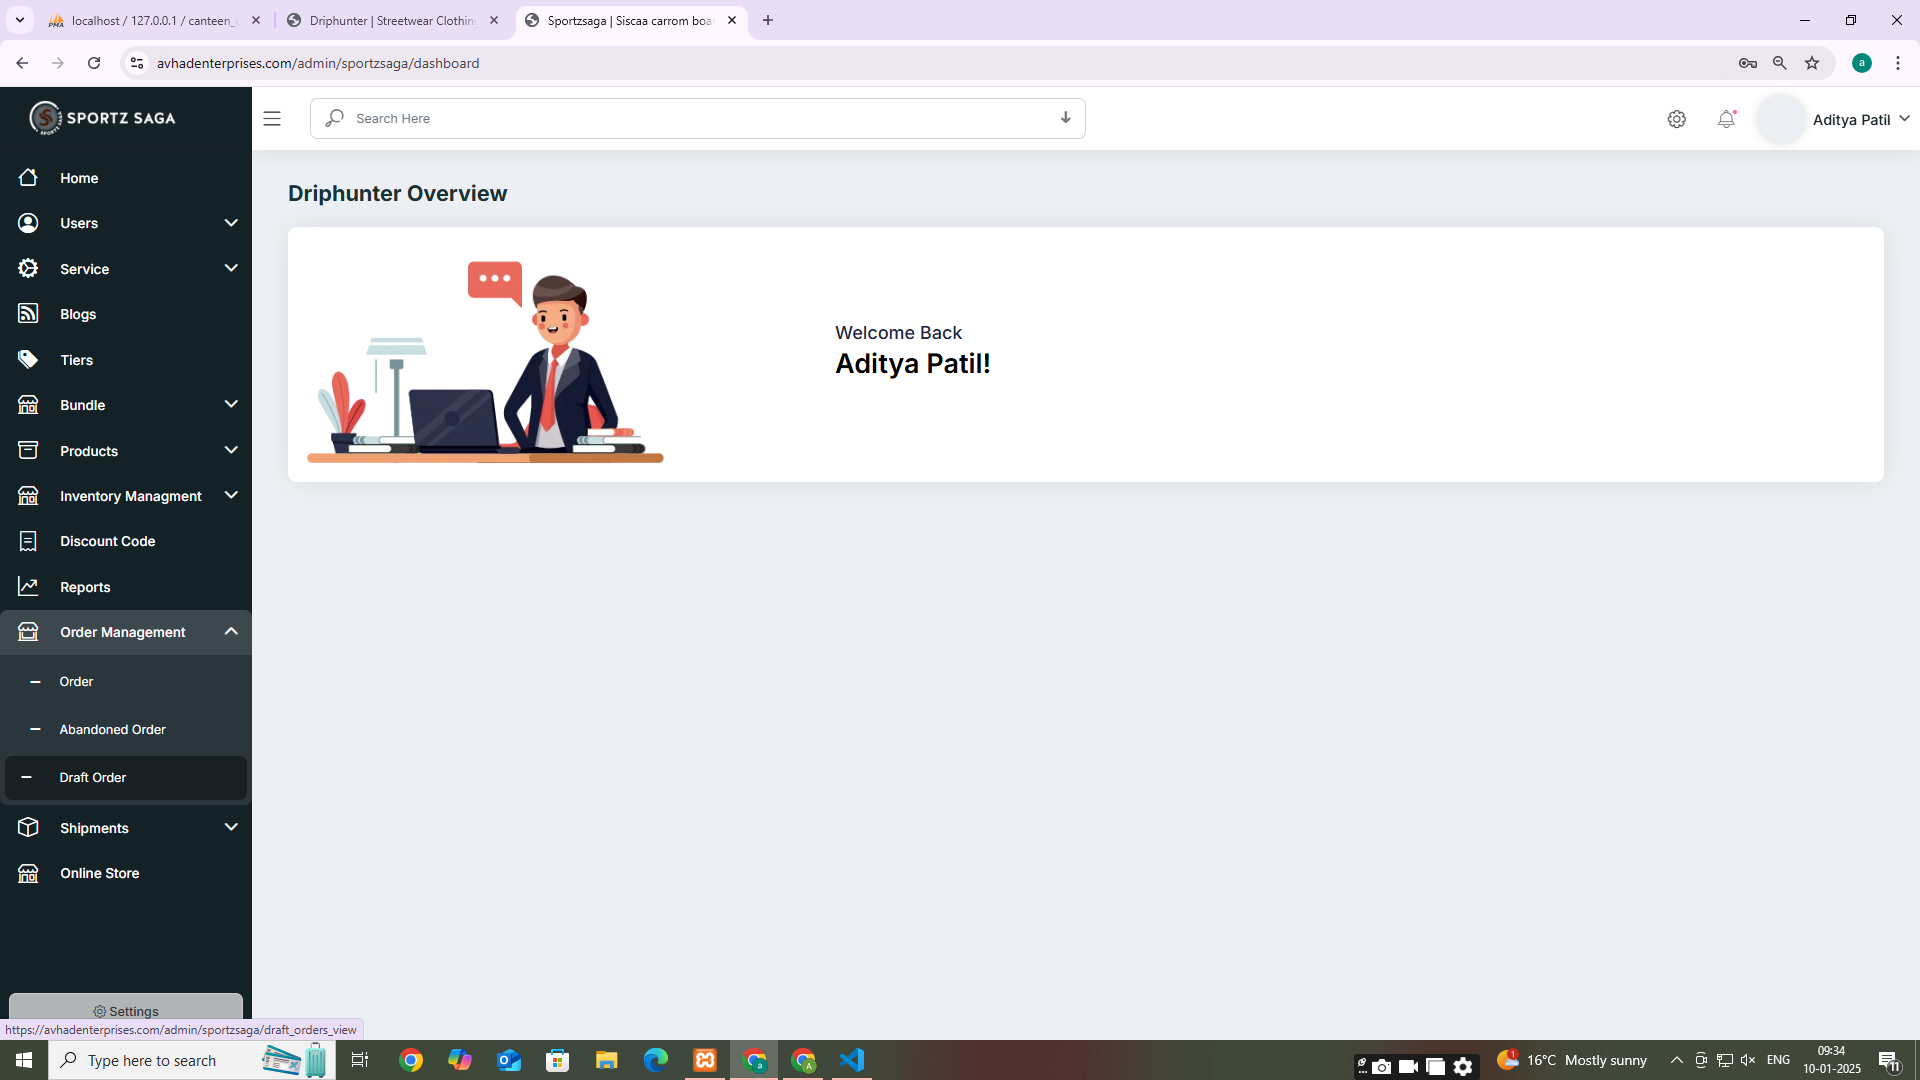 localhost / 127.0.0.1 / canteen_
Driphunter | Streetwear Clothin
Sportzsaga | Siscaa carrom boa
avhadenterprises.com/admin/sportzsaga/dashboard
a
SPORTZ SAGA
Search Here
Aditya Patil
Home
Users
Service
Blogs
Tiers
Bundle
Products
Inventory Managment
Discount Code
Reports
Order Management
Order
Abandoned Order
Draft Order
Shipments
Online Store
Settings
Driphunter Overview
Welcome Back
Aditya Patil!
https://avhadenterprises.com/admin/sportzsaga/draft_orders_view
Type here to search
16°C Mostly sunny
ENG
09:34
10-01-2025
11